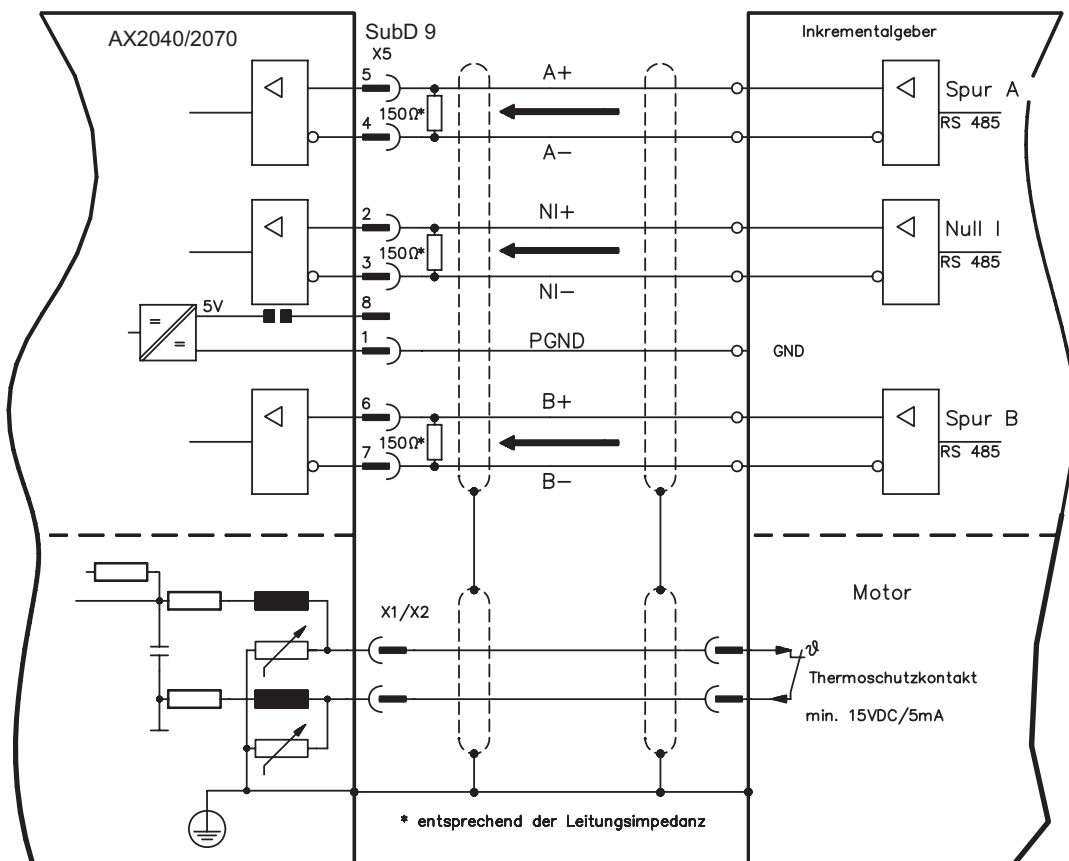 AX2040/2070
SubD 9
X5
Inkrementalgeber
5
A+
Spur A
150Ω*
RS 485
4
A-
2
NI+
Null I
150Ω*
RS 485
3
NI-
5V
8
=
=
1
PGND
GND
6
B+
Spur B
150Ω*
RS 485
7
B-
Motor
X1/X2
ϑ
Thermoschutzkontakt
min. 15VDC/5mA
* entsprechend der Leitungsimpedanz